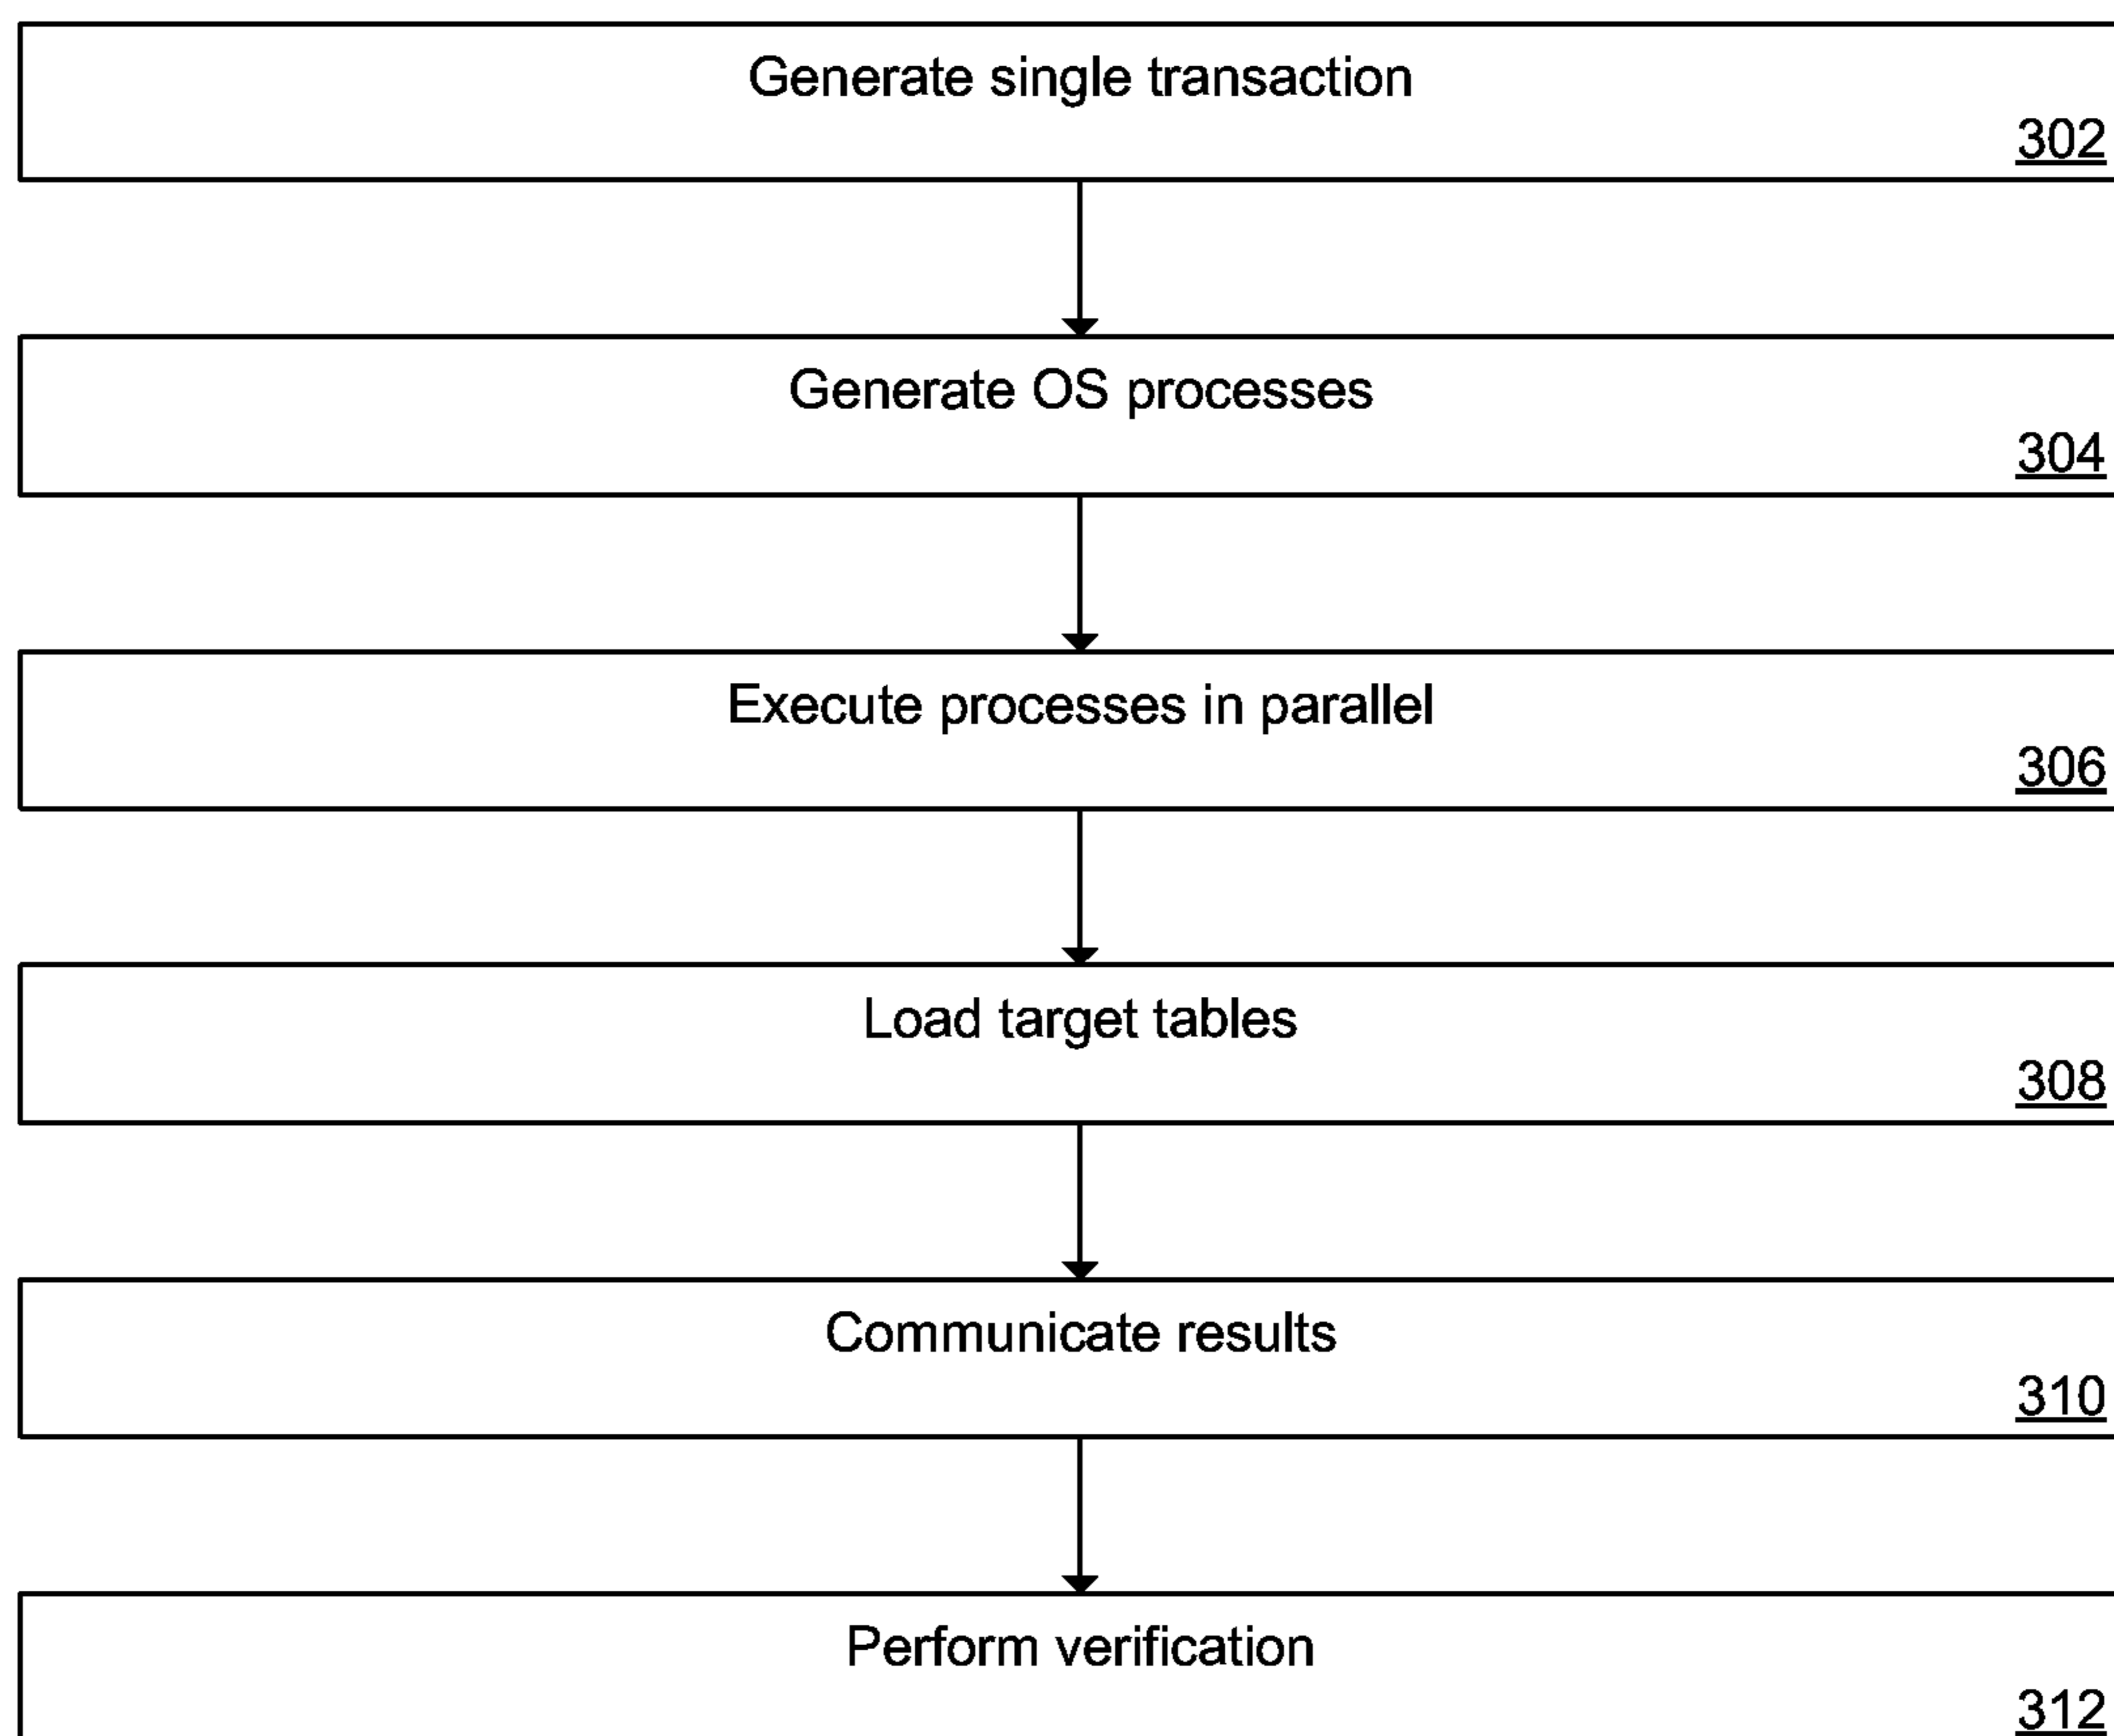 Generate single transaction
302
Generate OS processes
304
Execute processes in parallel
306
Load target tables
308
Communicate results
310
Perform verification
312